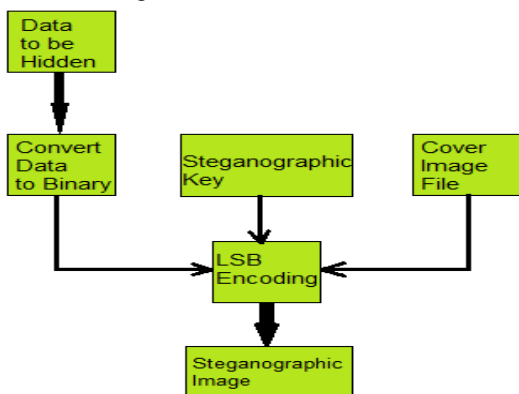 Data
to be
Hidden
Convert
Data
to Binary
Steganographic
Key
Cover
Image
File
LSB
Encoding
Steganographic
Image